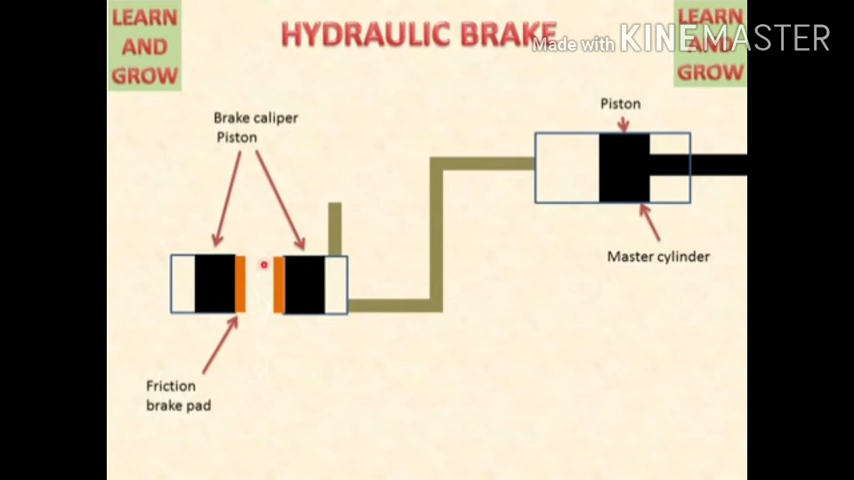 LEARN
AND
GROW
HYDRAULIC BRAKE
Made with KINEMASTER
LEARN
AND
GROW
Piston
Brake caliper
Piston
Master cylinder
Friction
brake pad